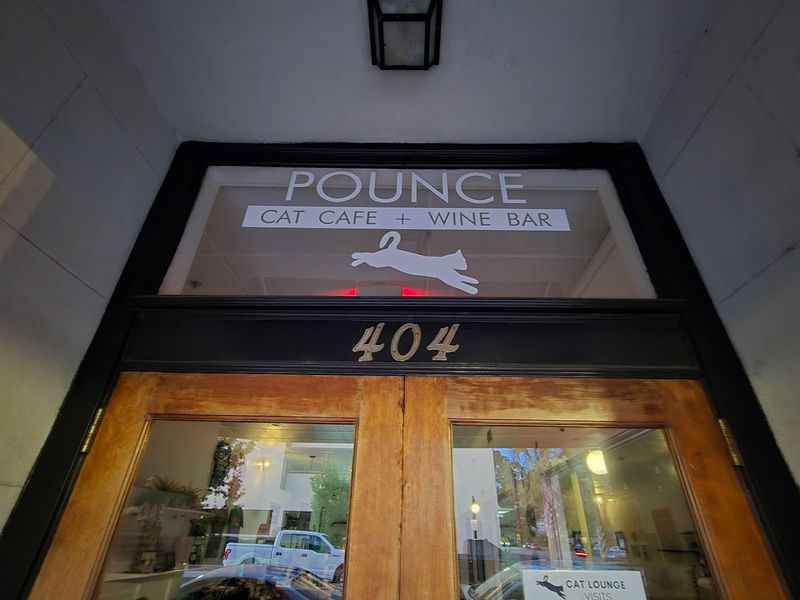 POUNCE
CAT CAFE + WINE BAR
404
CAT LOUNGE
VISITS